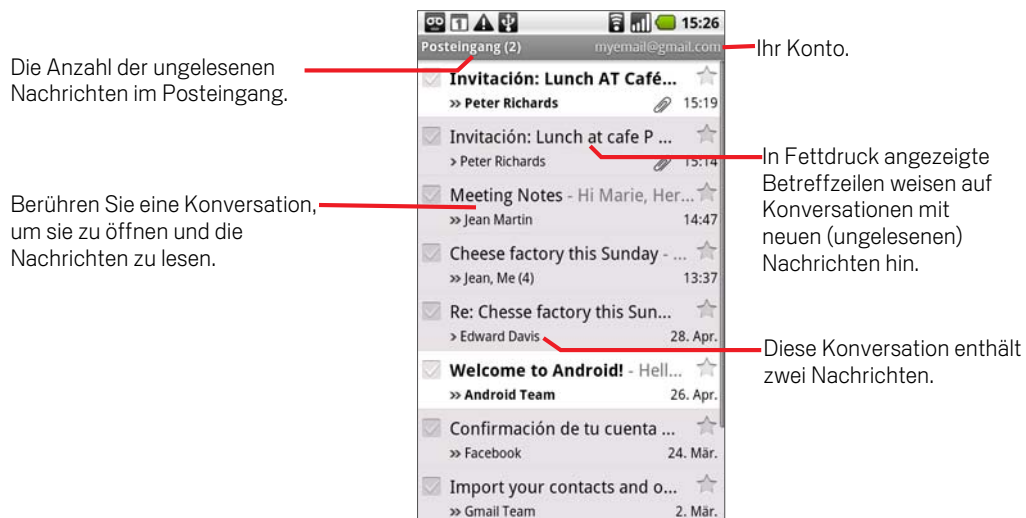 15:26
Posteingang (2) myemail@gmail.com
Ihr Konto.
Die Anzahl der ungelesenen
Nachrichten im Posteingang.
Invitación: Lunch AT Café...
» Peter Richards 15:19
Invitación: Lunch at cafe P ...
› Peter Richards 15:14
In Fettdruck angezeigte
Betreffzeilen weisen auf
Konversationen mit
neuen (ungelesenen)
Nachrichten hin.
Berühren Sie eine Konversation,
um sie zu öffnen und die
Nachrichten zu lesen.
Meeting Notes - Hi Marie, Her...
» Jean Martin 14:47
Cheese factory this Sunday - ...
» Jean, Me (4) 13:37
Re: Chesse factory this Sun...
› Edward Davis 28. Apr.
Diese Konversation enthält
zwei Nachrichten.
Welcome to Android! - Hell...
» Android Team 26. Apr.
Confirmación de tu cuenta ...
» Facebook 24. Mär.
Import your contacts and o...
» Gmail Team 2. Mär.